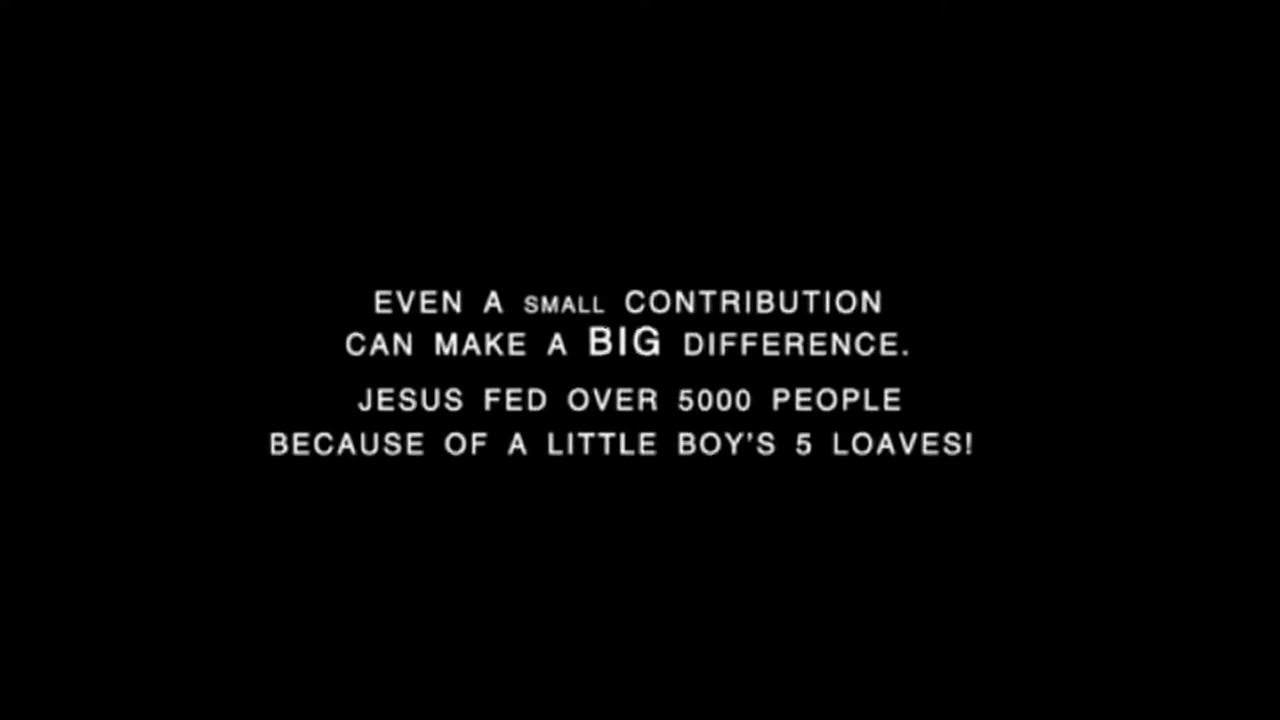 EVEN A SMALL CONTRIBUTION
CAN MAKE A BIG DIFFERENCE.
JESUS FED OVER 5000 PEOPLE
BECAUSE OF A LITTLE BOY'S 5 LOAVES!